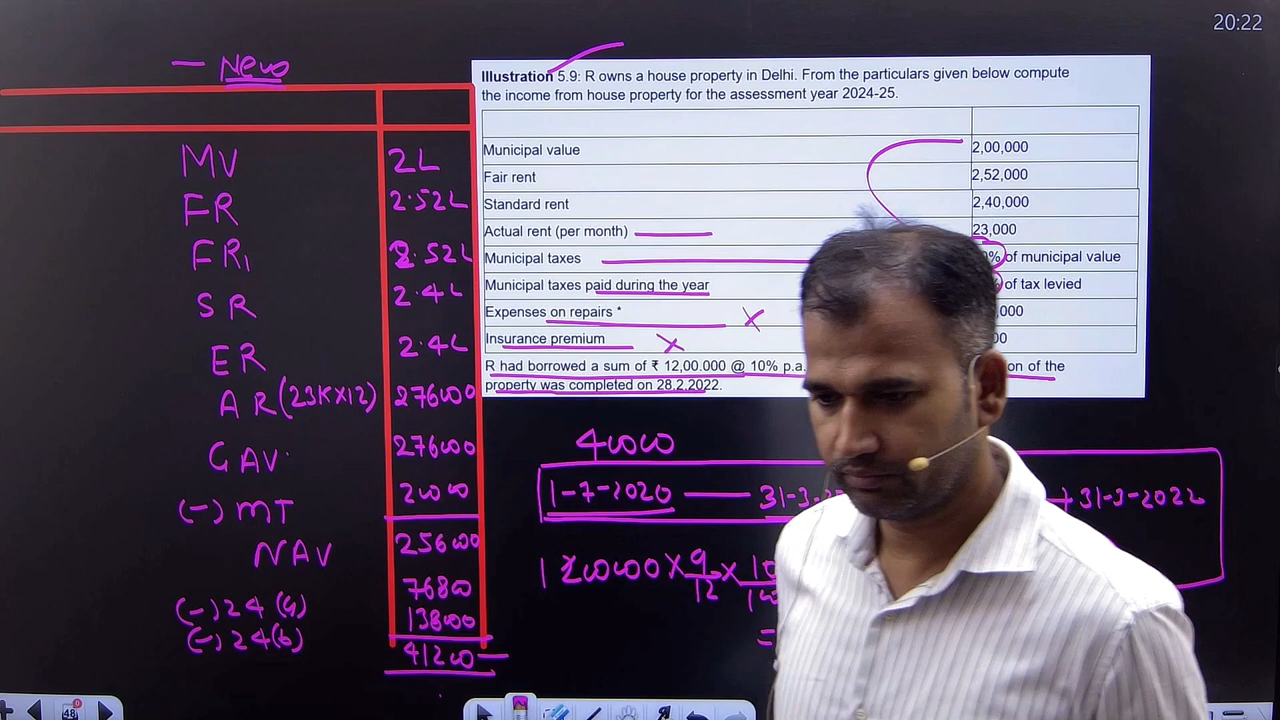 20:22
— New
Illustration 5.9: R owns a house property in Delhi. From the particulars given below compute
the income from house property for the assessment year 2024-25.
Municipal value 2,00,000
Fair rent 2,52,000
Standard rent 2,40,000
Actual rent (per month) 23,000
Municipal taxes % of municipal value
Municipal taxes paid during the year of tax levied
Expenses on repairs * ,000
Insurance premium 00
R had borrowed a sum of ₹ 12,00.000 @ 10% p.a. on of the
property was completed on 28.2.2022.
MV 2L
FR 2.52L
FR1 2.52L
SR 2.4L
ER 2.4L
AR (23K×12) 276000
GAV 276000
(-) MT 20000
NAV 256000
(-) 24 (a) 76800
(-) 24 (b) 138000
41200
40000
1-7-2020 — 31-3- 31-3-2022
1200000 × 9/12 × 10
=
48